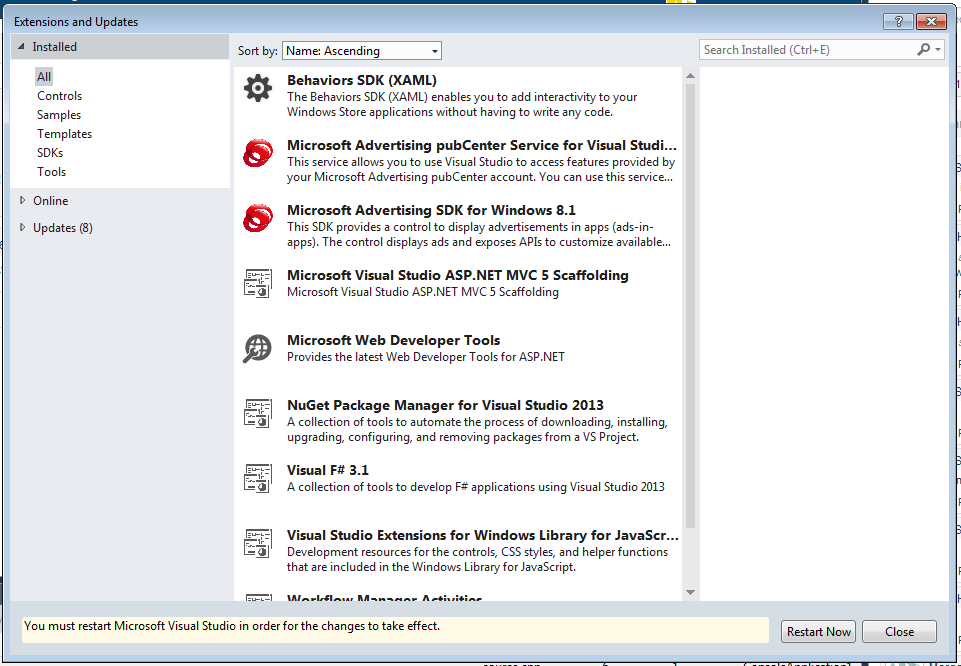 Extensions and Updates
Installed
Sort by: Name: Ascending
Search Installed (Ctrl+E)
All
Controls
Samples
Templates
SDKs
Tools
Online
Updates (8)
Behaviors SDK (XAML)
The Behaviors SDK (XAML) enables you to add interactivity to your
Windows Store applications without having to write any code.
Microsoft Advertising pubCenter Service for Visual Studi...
This service allows you to use Visual Studio to access features provided by
your Microsoft Advertising pubCenter account. You can use this service...
Microsoft Advertising SDK for Windows 8.1
This SDK provides a control to display advertisements in apps (ads-in-
apps). The control displays ads and exposes APIs to customize available...
Microsoft Visual Studio ASP.NET MVC 5 Scaffolding
Microsoft Visual Studio ASP.NET MVC 5 Scaffolding
Microsoft Web Developer Tools
Provides the latest Web Developer Tools for ASP.NET
NuGet Package Manager for Visual Studio 2013
A collection of tools to automate the process of downloading, installing,
upgrading, configuring, and removing packages from a VS Project.
Visual F# 3.1
A collection of tools to develop F# applications using Visual Studio 2013
Visual Studio Extensions for Windows Library for JavaScr...
Development resources for the controls, CSS styles, and helper functions
that are included in the Windows Library for JavaScript.
Workflow Manager Activities
You must restart Microsoft Visual Studio in order for the changes to take effect.
Restart Now
Close